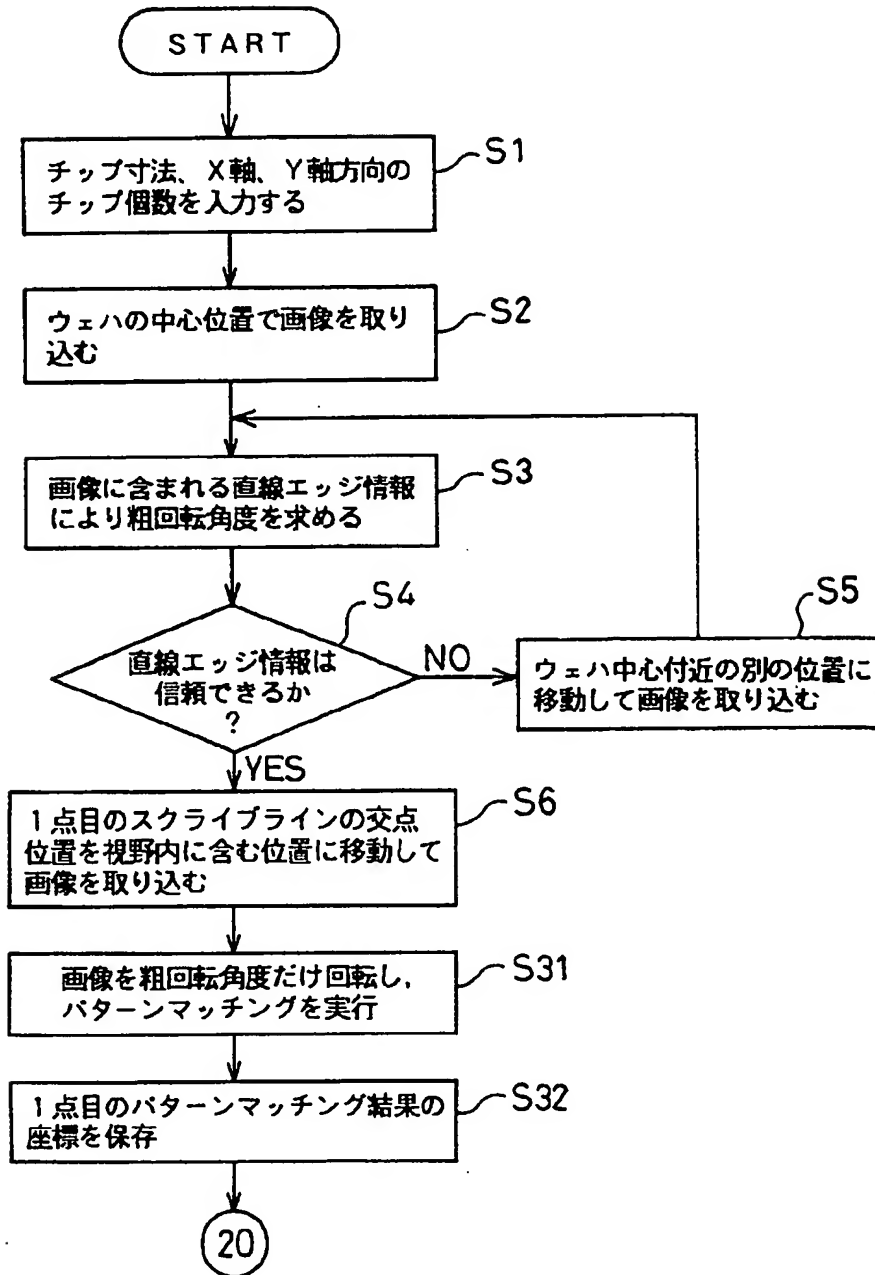 START
チップ寸法、X軸、Y軸方向の
チップ個数を入力する
S1
ウェハの中心位置で画像を取り
込む
S2
画像に含まれる直線エッジ情報
により粗回転角度を求める
S3
直線エッジ情報は
信頼できるか
?
S4
NO
ウェハ中心付近の別の位置に
移動して画像を取り込む
S5
YES
1点目のスクライブラインの交点
位置を視野内に含む位置に移動して
画像を取り込む
S6
画像を粗回転角度だけ回転し,
パターンマッチングを実行
S31
1点目のパターンマッチング結果の
座標を保存
S32
20